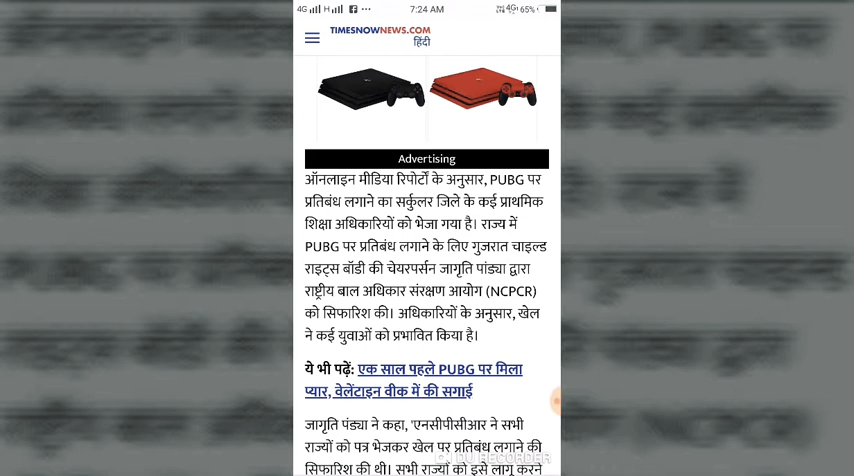 4G H 7:24 AM 4G 65%
TIMESNOWNEWS.COM
हिंदी
Advertising
ऑनलाइन मीडिया रिपोर्टों के अनुसार, PUBG पर
प्रतिबंध लगाने का सर्कुलर जिले के कई प्राथमिक
शिक्षा अधिकारियों को भेजा गया है। राज्य में
PUBG पर प्रतिबंध लगाने के लिए गुजरात चाइल्ड
राइट्स बॉडी की चेयरपर्सन जागृति पांड्या द्वारा
राष्ट्रीय बाल अधिकार संरक्षण आयोग (NCPCR)
को सिफारिश की। अधिकारियों के अनुसार, खेल
ने कई युवाओं को प्रभावित किया है।
ये भी पढ़ें: एक साल पहले PUBG पर मिला
प्यार, वेलेंटाइन वीक में की सगाई
जागृति पंड्या ने कहा, 'एनसीपीसीआर ने सभी
राज्यों को पत्र भेजकर खेल पर प्रतिबंध लगाने की
DU RECORDER
सिफारिश की थी। सभी राज्यों को इसे लागू करने